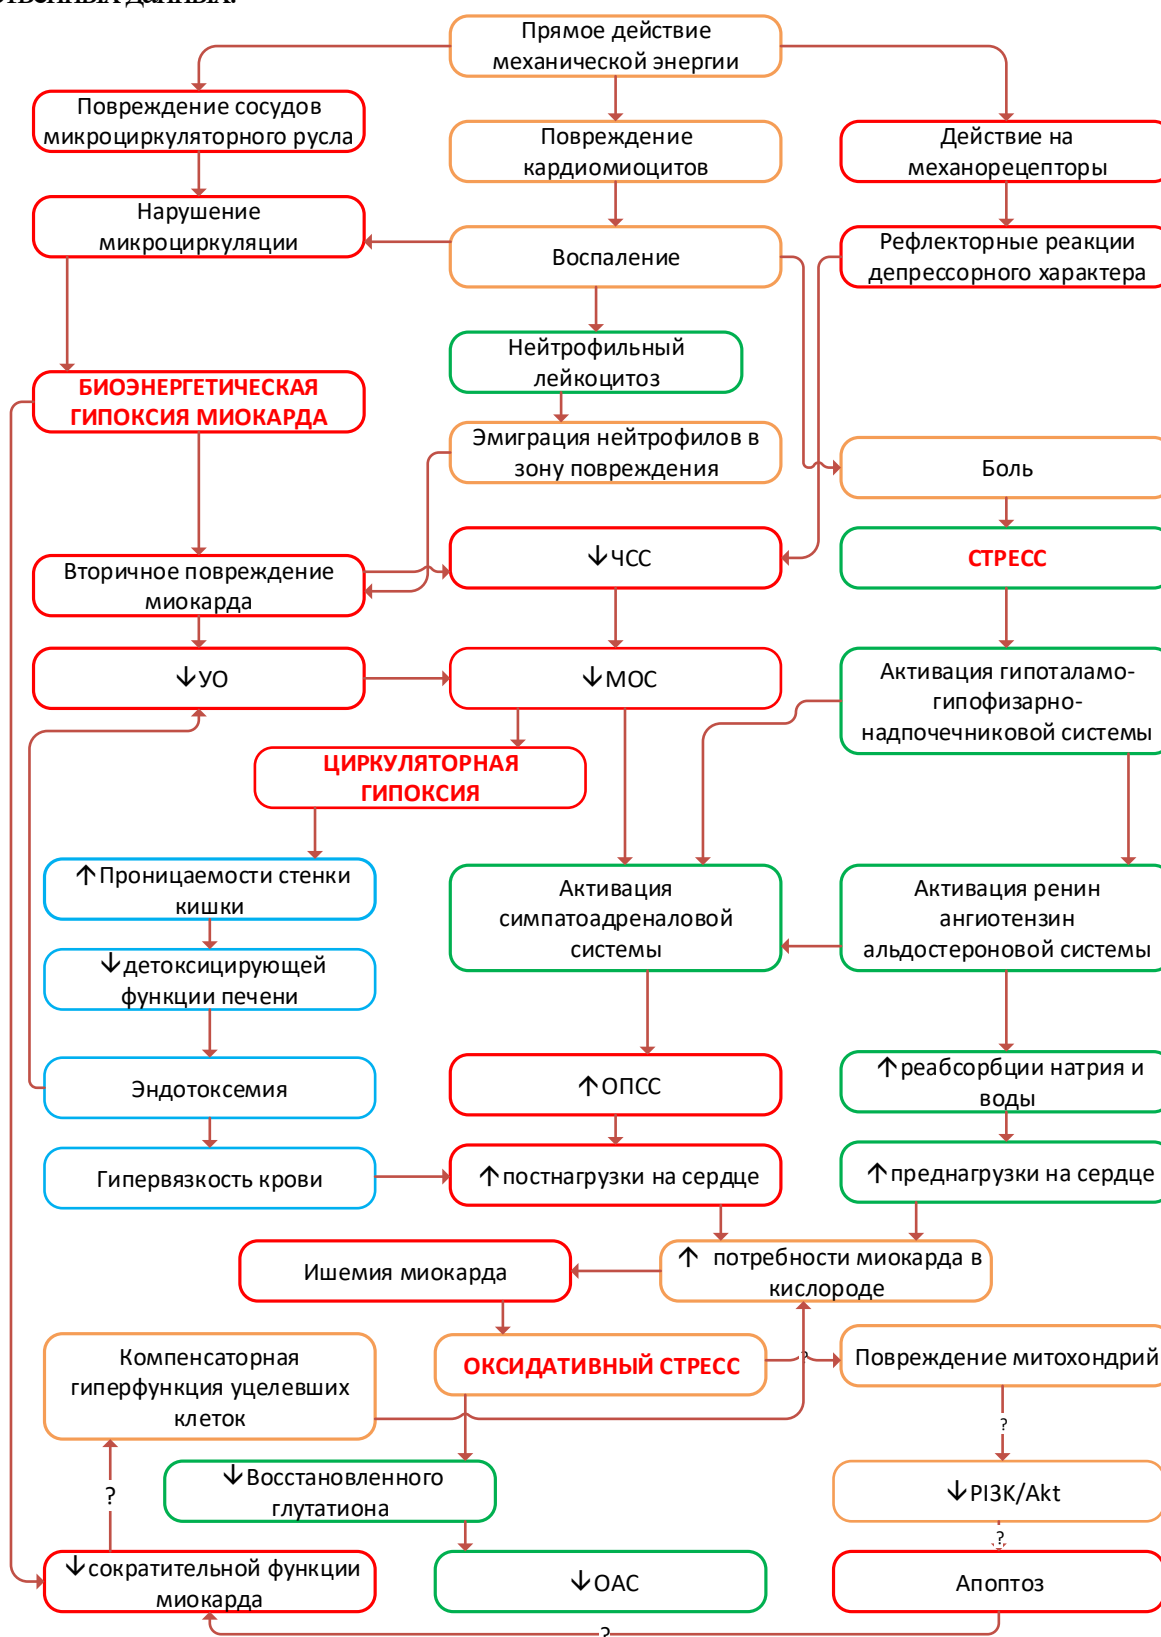 ственных данных.
Прямое действие
механической энергии
Повреждение сосудов
микроциркуляторного русла
Повреждение
кардиомиоцитов
Действие на
механорецепторы
Нарушение
микроциркуляции
Воспаление
Рефлекторные реакции
депрессорного характера
Нейтрофильный
лейкоцитоз
БИОЭНЕРГЕТИЧЕСКАЯ
ГИПОКСИЯ МИОКАРДА
Эмиграция нейтрофилов в
зону повреждения
Боль
Вторичное повреждение
миокарда
↓ЧСС
СТРЕСС
↓УО
↓МОС
Активация гипоталамо-
гипофизарно-
надпочечниковой системы
ЦИРКУЛЯТОРНАЯ
ГИПОКСИЯ
↑Проницаемости стенки
кишки
Активация
симпатоадреналовой
системы
Активация ренин
ангиотензин
альдостероновой системы
↓детоксицирующей
функции печени
Эндотоксемия
↑ОПСС
↑реабсорбции натрия и
воды
Гипервязкость крови
↑постнагрузки на сердце
↑преднагрузки на сердце
Ишемия миокарда
↑ потребности миокарда в
кислороде
Компенсаторная
гиперфункция уцелевших
клеток
ОКСИДАТИВНЫЙ СТРЕСС
?
Повреждение митохондрий
?
↓Восстановленного
глутатиона
↓PI3K/Akt
?
?
↓сократительной функции
миокарда
↓ОАС
Апоптоз
?